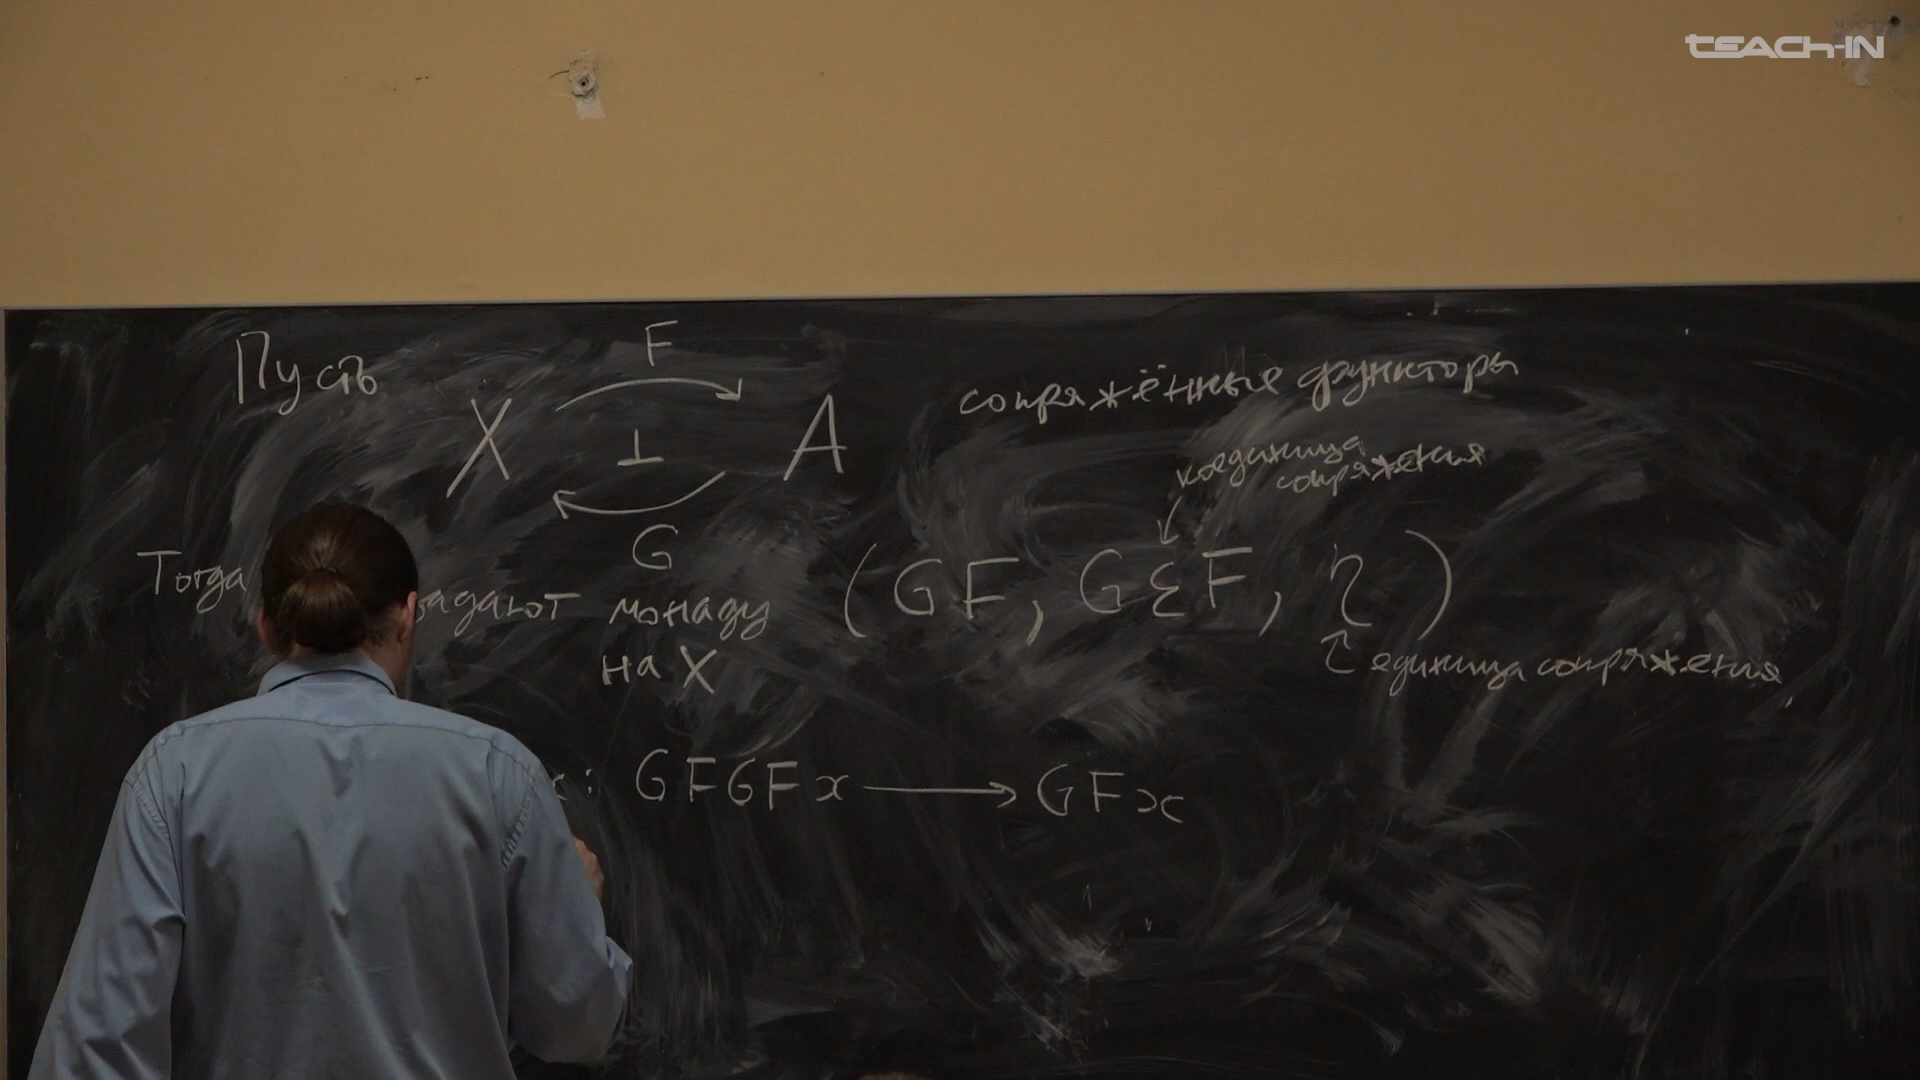 TEACH-IN
Пусть X F ⊥ G A сопряжённые функторы
коединица
сопряжения
Тогда задают монаду (GF, GεF, η)
на X
единица сопряжения
x: GFGFx ⟶ GFx